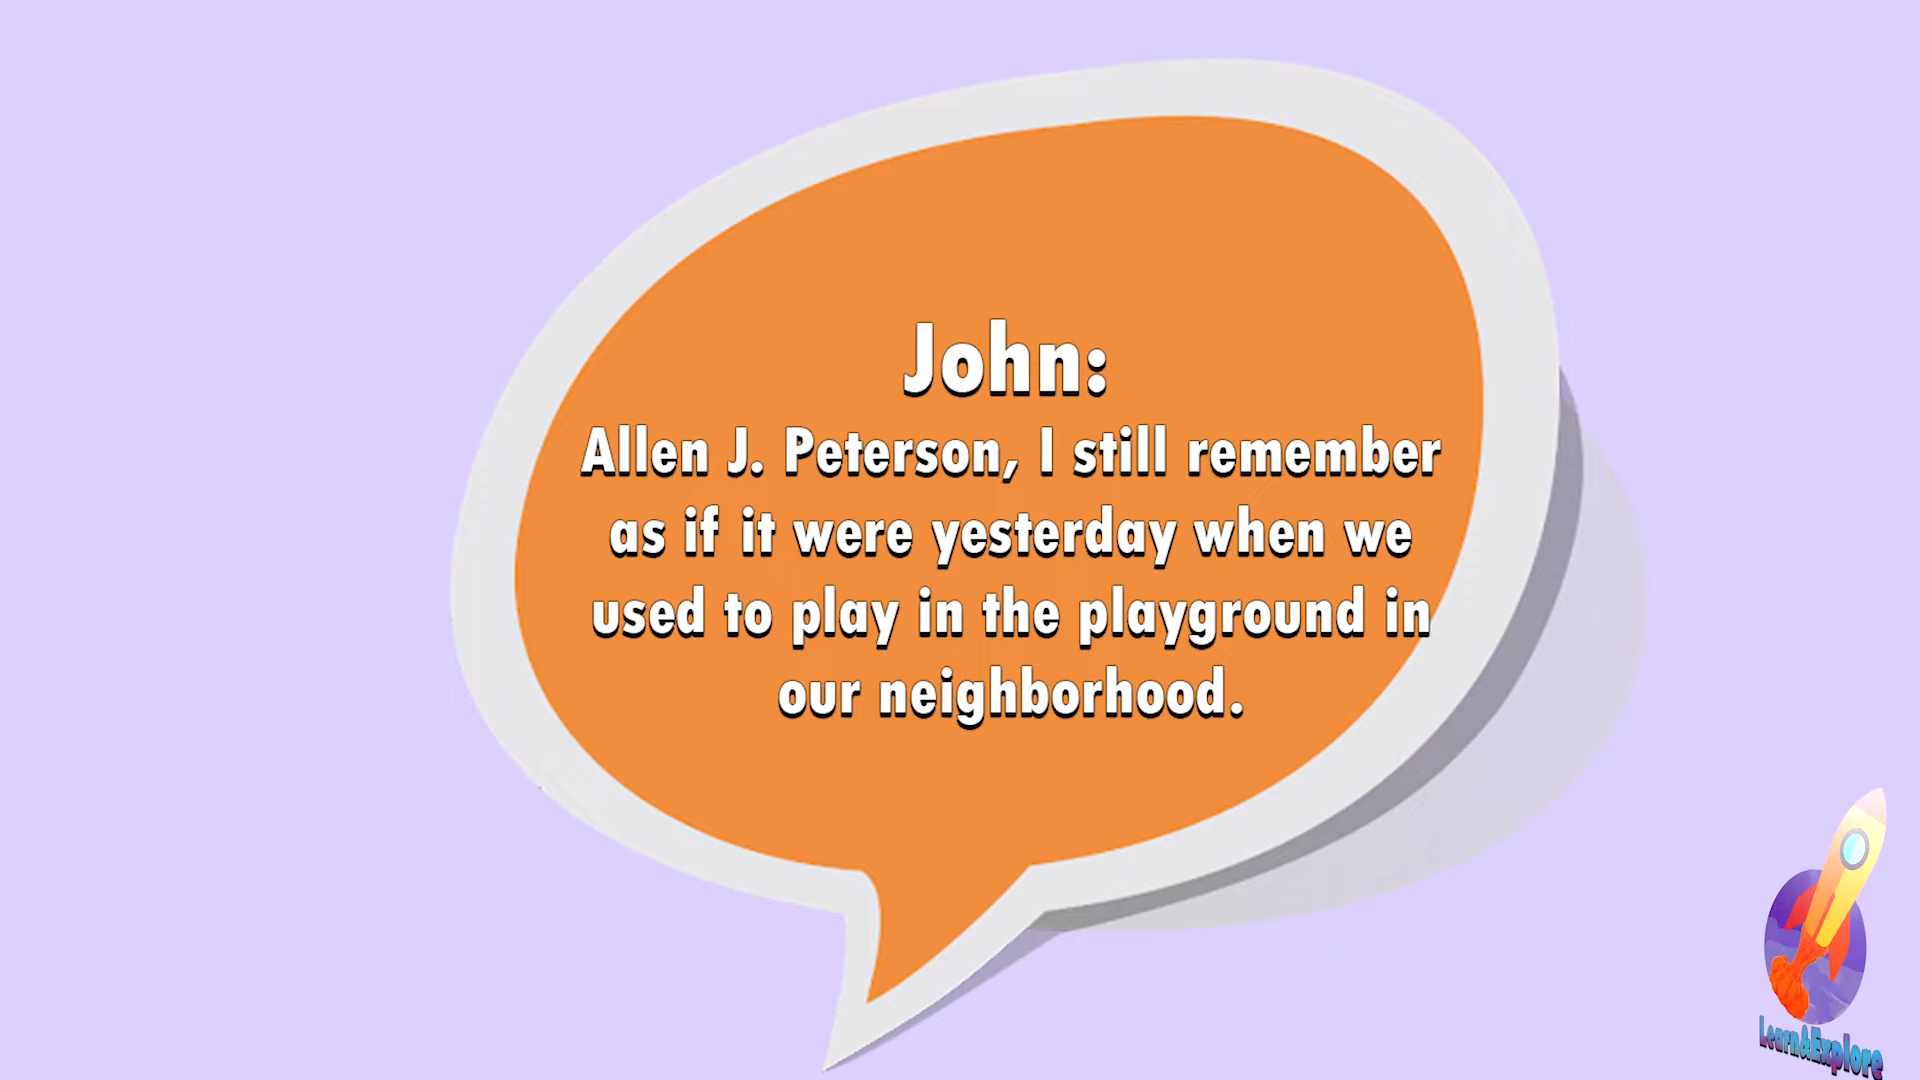 John:
Allen J. Peterson, I still remember
as if it were yesterday when we
used to play in the playground in
our neighborhood.
Learn&Explore